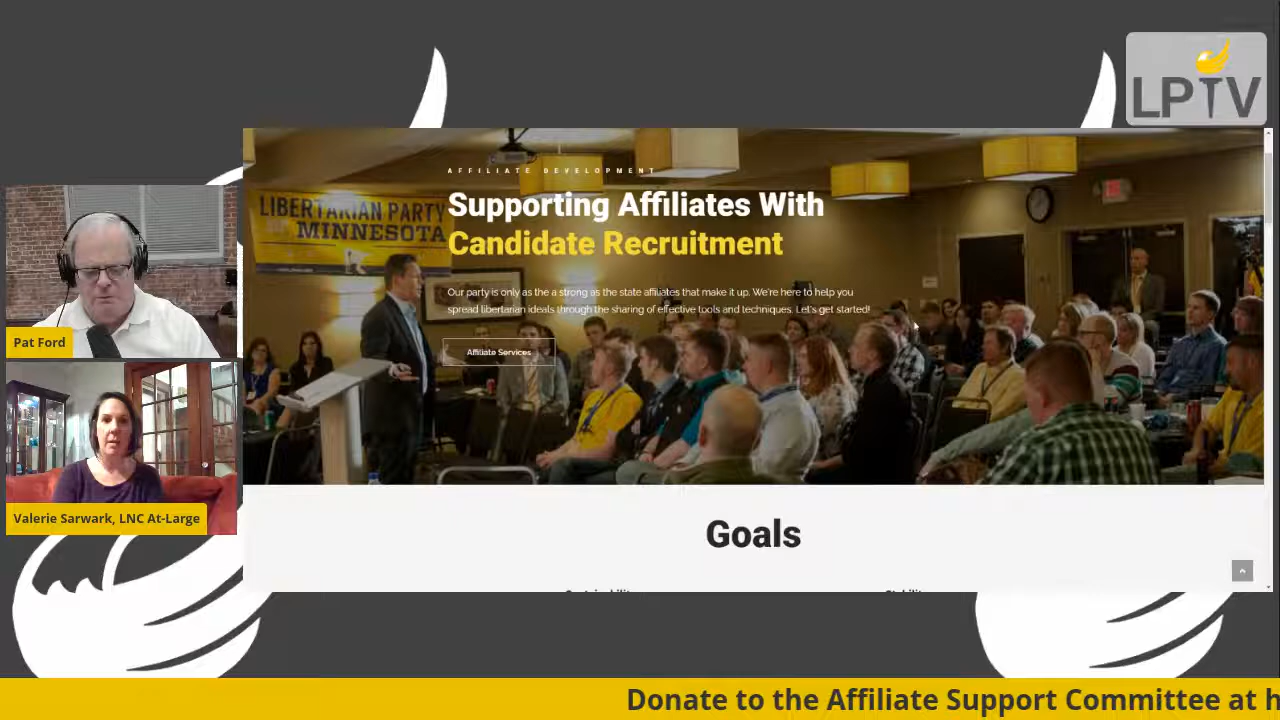 LPTV
AFFILIATE DEVELOPMENT
Supporting Affiliates With
Candidate Recruitment
Our party is only as the a strong as the state affiliates that make it up. We're here to help you
spread libertarian ideals through the sharing of effective tools and techniques. Let's get started!
Affiliate Services
LIBERTARIAN PARTY
MINNESOTA
Pat Ford
Valerie Sarwark, LNC At-Large
Goals
Donate to the Affiliate Support Committee at h